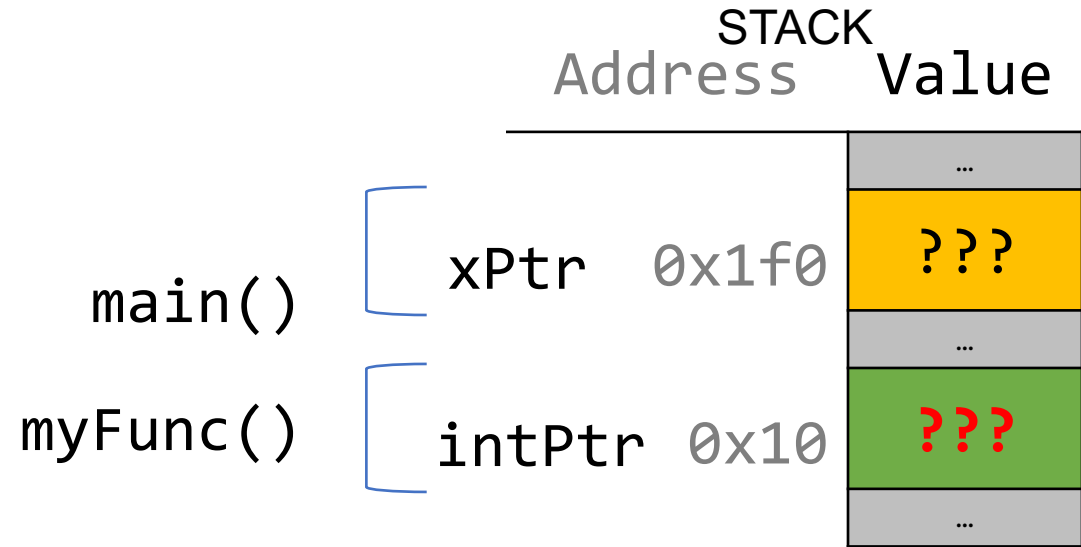 STACK
Address Value
…
xPtr 0x1f0 ???
main()
…
myFunc()
intPtr 0x10 ???
…